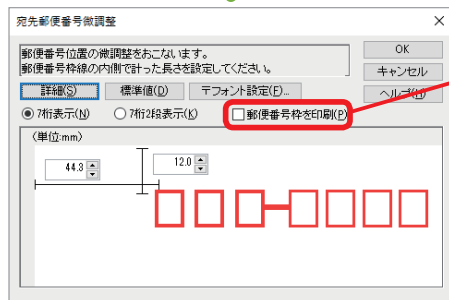 宛先郵便番号微調整
郵便番号位置の微調整をおこないます。
郵便番号枠線の内側で計った長さを設定してください。
OK
キャンセル
ヘルプ(H)
詳細(S)
標準値(D)
〒フォント設定(F)...
7桁表示(N)
7桁2段表示(K)
郵便番号枠を印刷(P)
(単位:mm)
44.3
12.0